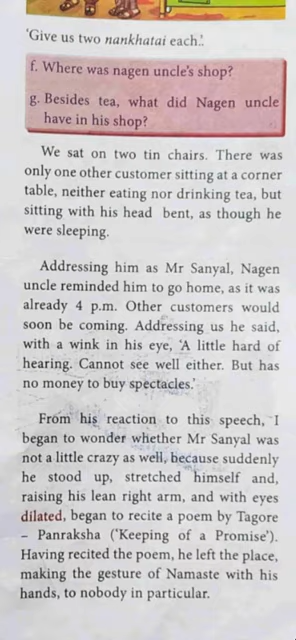 'Give us two nankhatai each.'
f. Where was nagen uncle's shop?
g. Besides tea, what did Nagen uncle
have in his shop?
We sat on two tin chairs. There was
only one other customer sitting at a corner
table, neither eating nor drinking tea, but
sitting with his head bent, as though he
were sleeping.
Addressing him as Mr Sanyal, Nagen
uncle reminded him to go home, as it was
already 4 p.m. Other customers would
soon be coming. Addressing us he said,
with a wink in his eye, 'A little hard of
hearing. Cannot see well either. But has
no money to buy spectacles.'
From his reaction to this speech, I
began to wonder whether Mr Sanyal was
not a little crazy as well, because suddenly
he stood up, stretched himself and,
raising his lean right arm, and with eyes
dilated, began to recite a poem by Tagore
– Panraksha ('Keeping of a Promise').
Having recited the poem, he left the place,
making the gesture of Namaste with his
hands, to nobody in particular.